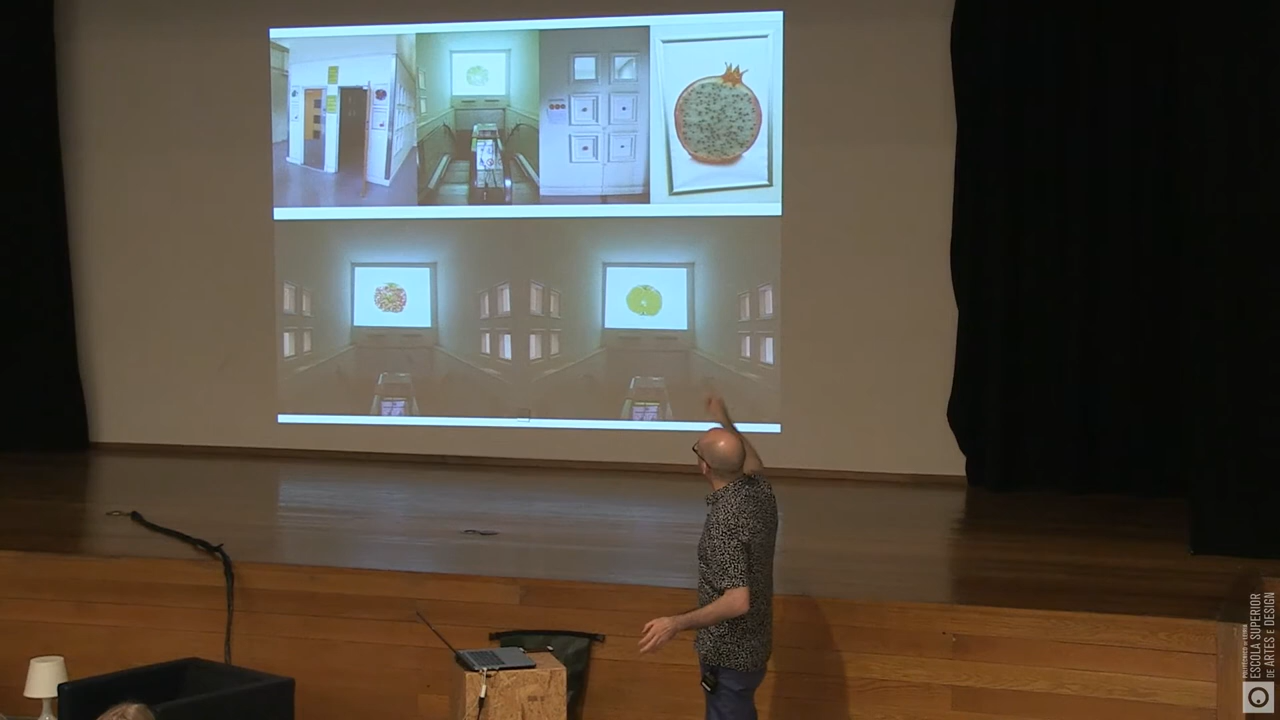 POLITÉCNICO DE LEIRIA
ESCOLA SUPERIOR
DE ARTES E DESIGN